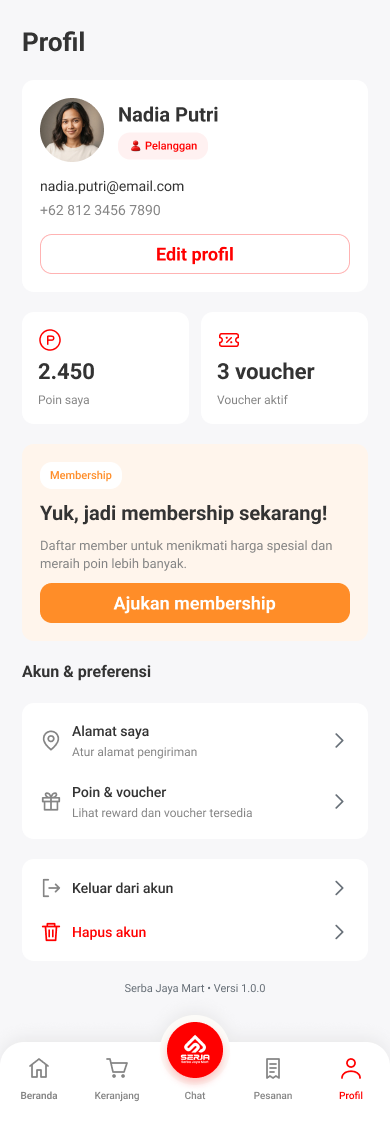 Profil
Nadia Putri
Pelanggan
nadia.putri@email.com
+62 812 3456 7890
Edit profil
2.450
Poin saya
3 voucher
Voucher aktif
Membership
Yuk, jadi membership sekarang!
Daftar member untuk menikmati harga spesial dan
meraih poin lebih banyak.
Ajukan membership
Akun & preferensi
Alamat saya
Atur alamat pengiriman
Poin & voucher
Lihat reward dan voucher tersedia
Keluar dari akun
Hapus akun
Serba Jaya Mart • Versi 1.0.0
SERJA
Serba Jaya Mart
Beranda
Keranjang
Chat
Pesanan
Profil